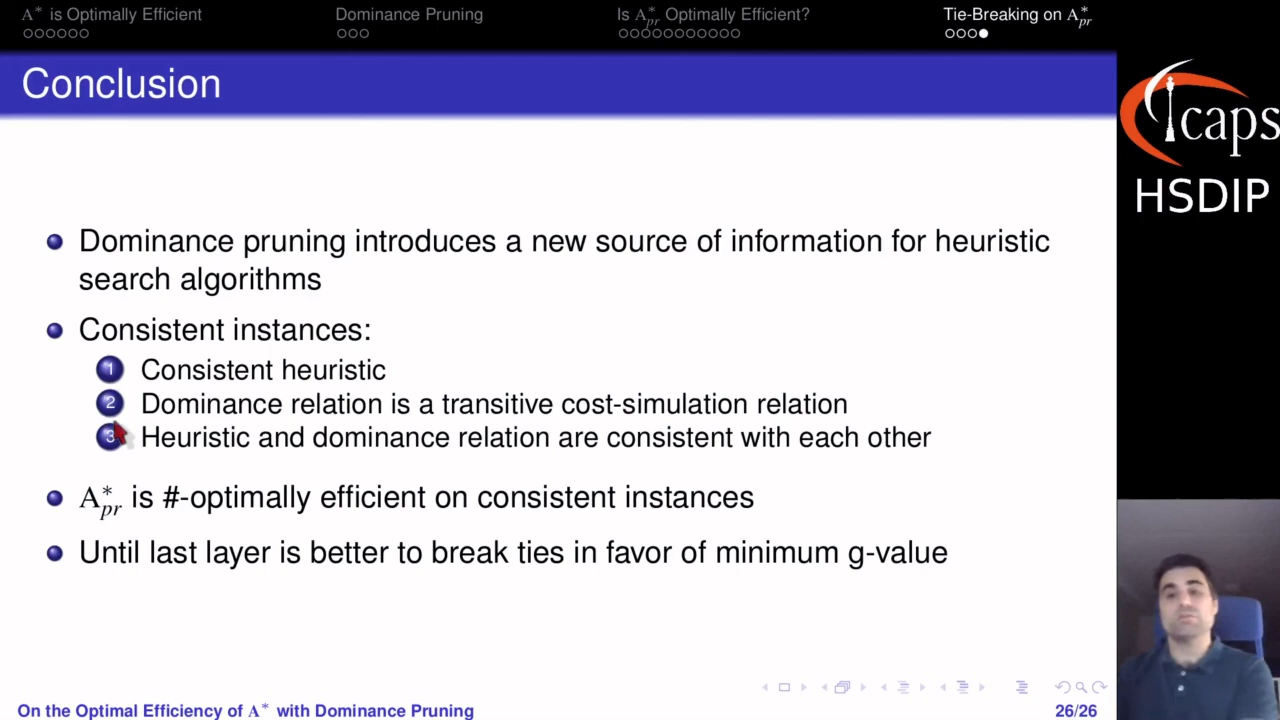 A* is Optimally Efficient
Dominance Pruning
Is A*pr Optimally Efficient?
Tie-Breaking on A*pr
Conclusion
Dominance pruning introduces a new source of information for heuristic
search algorithms
Consistent instances:
1 Consistent heuristic
2 Dominance relation is a transitive cost-simulation relation
3 Heuristic and dominance relation are consistent with each other
A*pr is #-optimally efficient on consistent instances
Until last layer is better to break ties in favor of minimum g-value
On the Optimal Efficiency of A* with Dominance Pruning
26/26
icaps
HSDIP